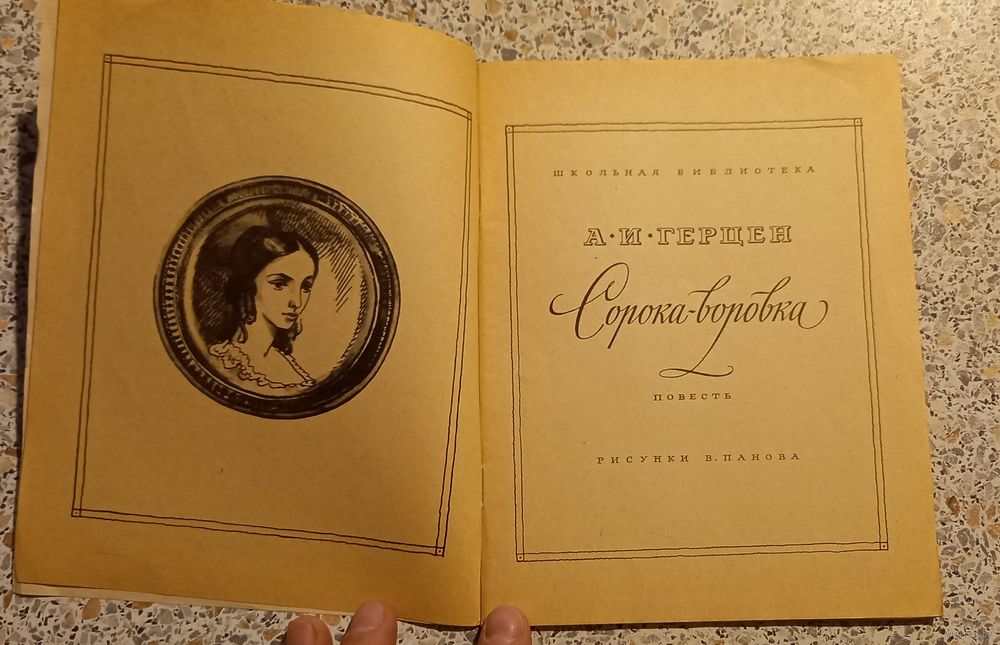 ШКОЛЬНАЯ БИБЛИОТЕКА
А·И·ГЕРЦЕН
Сорока-воровка
ПОВЕСТЬ
РИСУНКИ В. ПАНОВА